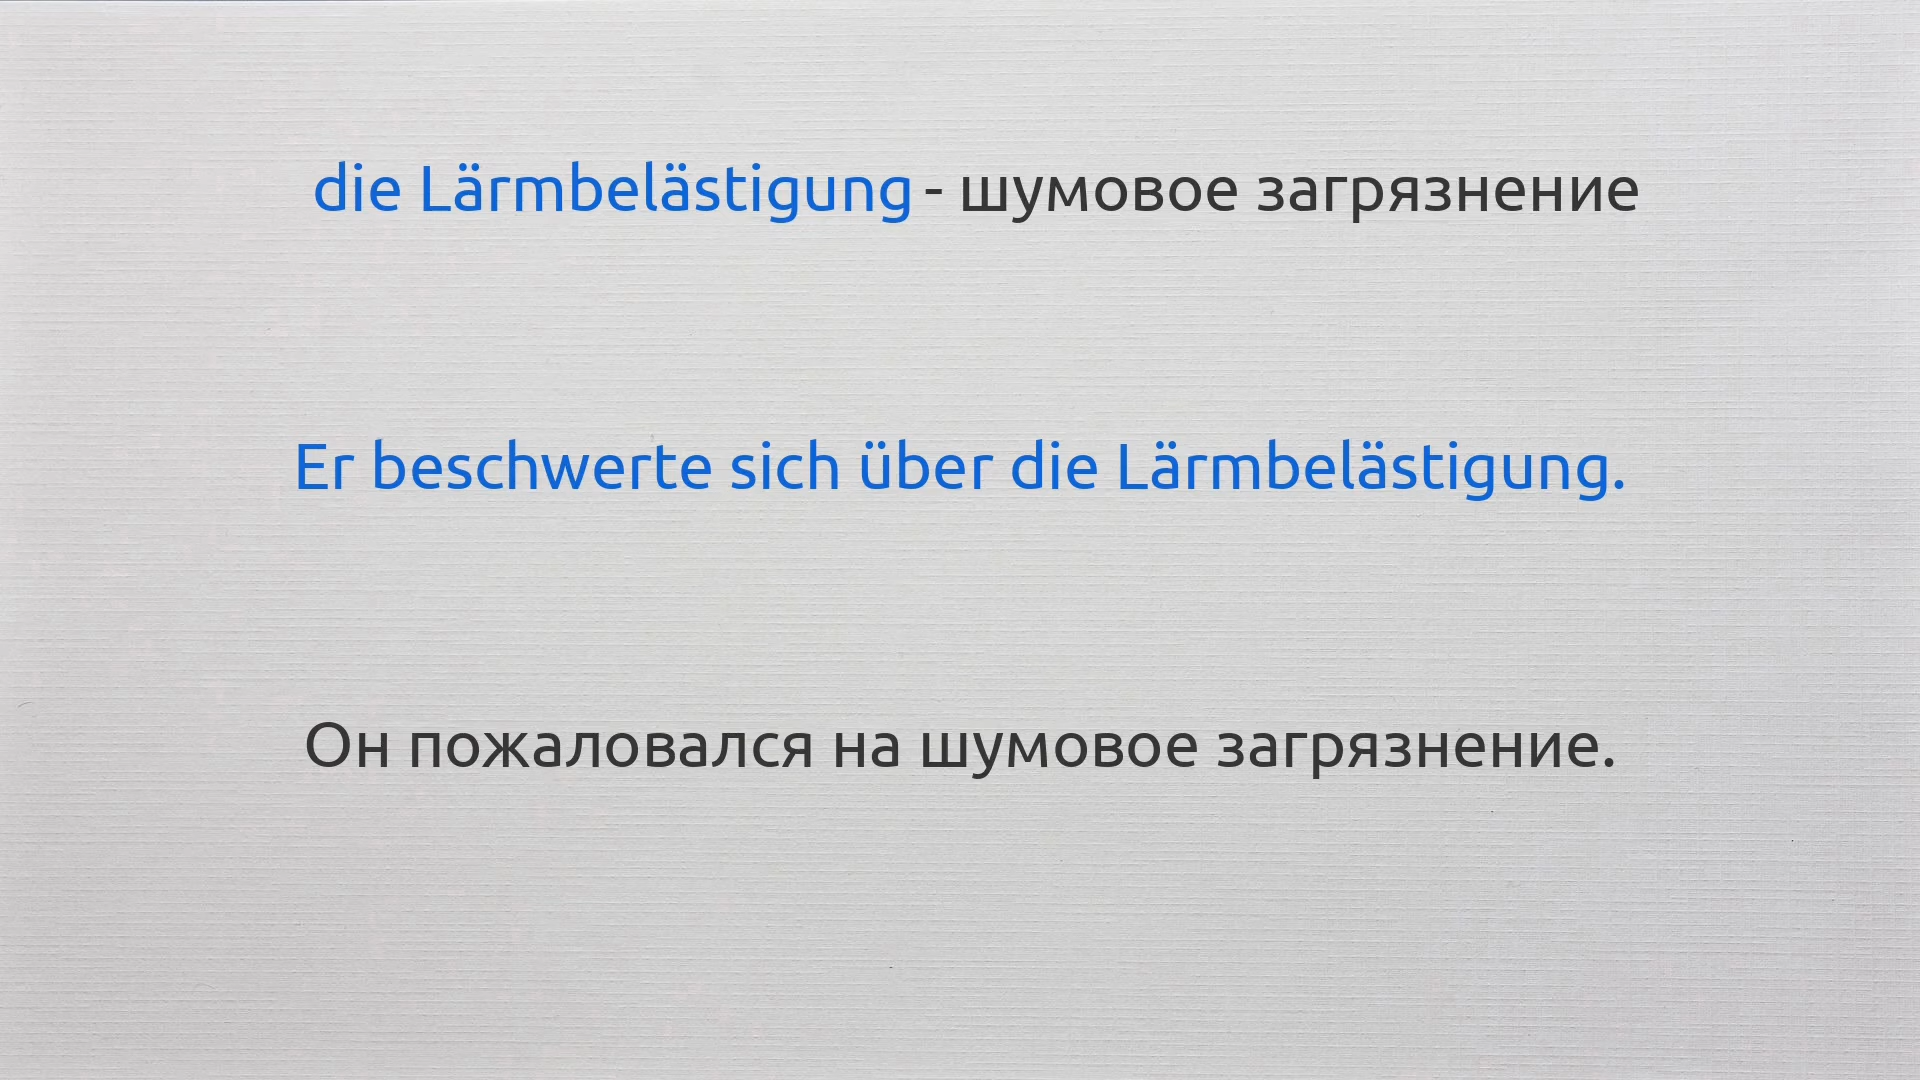 die Lärmbelästigung - шумовое загрязнение
Er beschwerte sich über die Lärmbelästigung.
Он пожаловался на шумовое загрязнение.